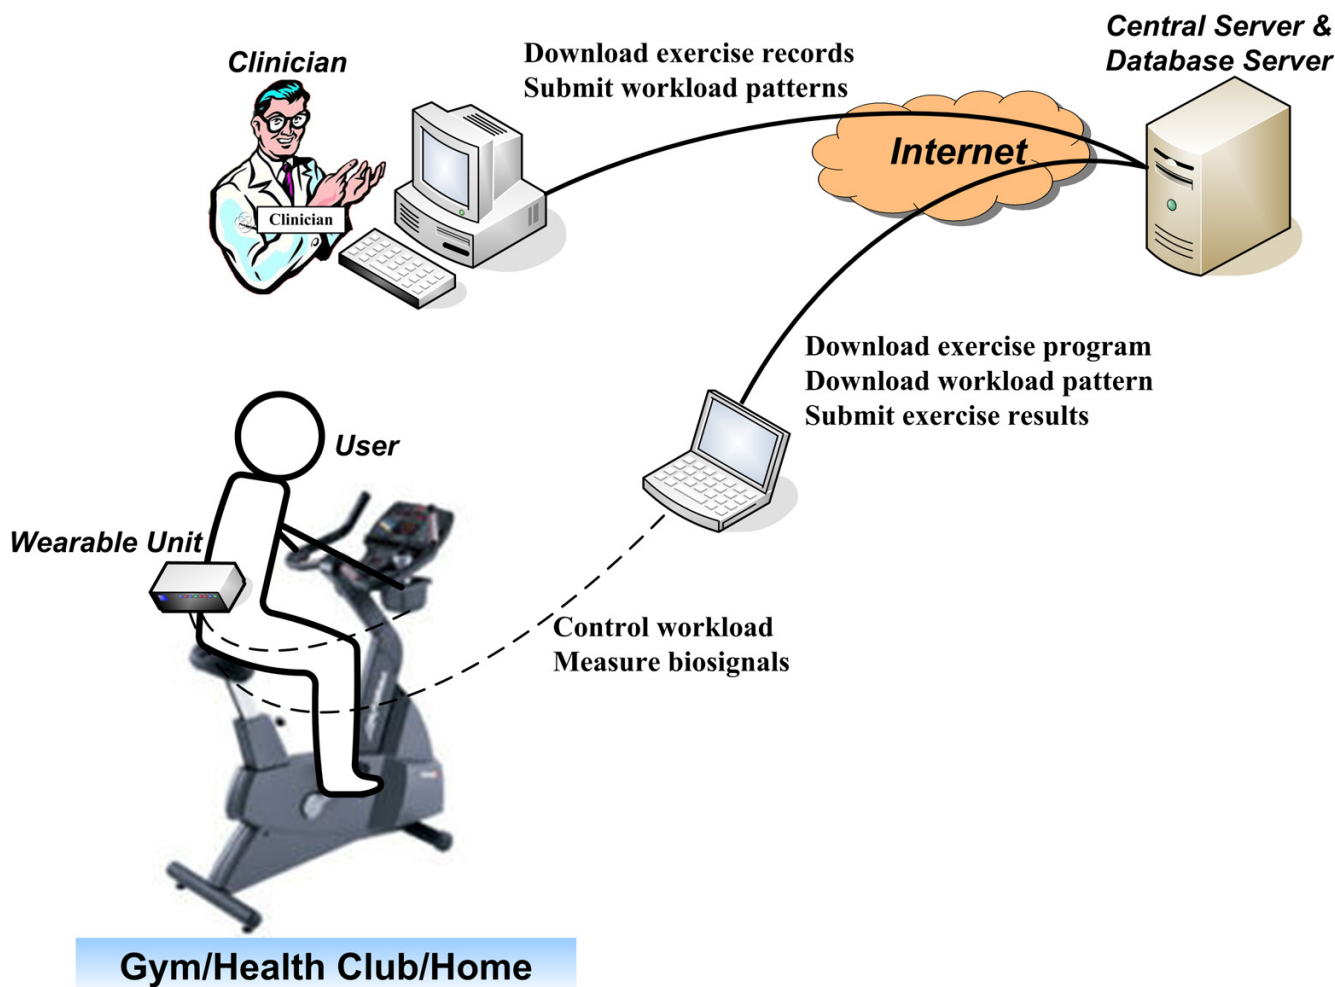 Central Server &
Database Server
Download exercise records
Submit workload patterns
Clinician
Internet
Clinician
Download exercise program
Download workload pattern
Submit exercise results
User
Wearable Unit
Control workload
Measure biosignals
Gym/Health Club/Home